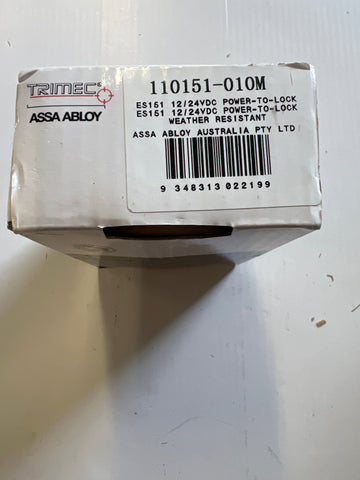 TRIMEC
ASSA ABLOY
110151-010M
ES151 12/24VDC POWER-TO-LOCK
ES151 12/24VDC POWER-TO-LOCK
WEATHER RESISTANT
ASSA ABLOY AUSTRALIA PTY LTD
9 348313 022199